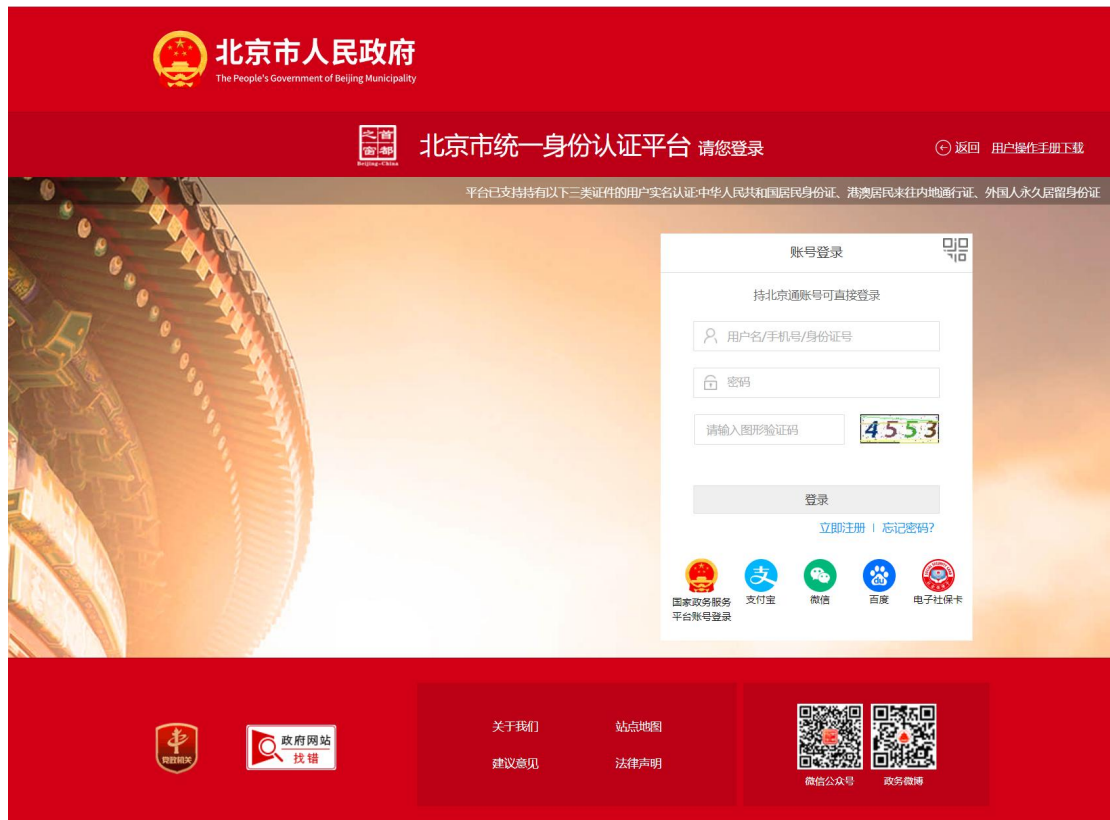 北京市人民政府
The People's Government of Beijing Municipality
首都之窗
Beijing-China
北京市统一身份认证平台 请您登录
返回 用户操作手册下载
平台已支持持有以下三类证件的用户实名认证:中华人民共和国居民身份证、港澳居民来往内地通行证、外国人永久居留身份证
账号登录
持北京通账号可直接登录
用户名/手机号/身份证号
密码
请输入图形验证码
4553
登录
立即注册 | 忘记密码?
国家政务服务
平台账号登录
支付宝
微信
百度
电子社保卡
党政机关
政府网站
找错
关于我们 站点地图
建议意见 法律声明
微信公众号 政务微博